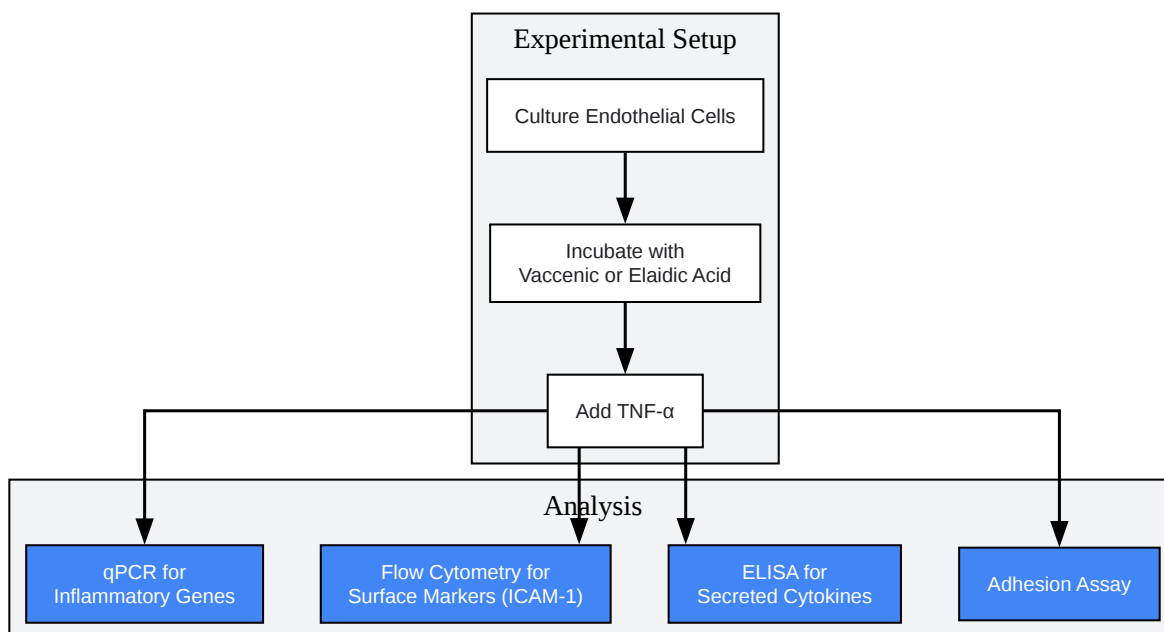 Experimental Setup
Culture Endothelial Cells
Incubate with
Vaccenic or Elaidic Acid
Add TNF-α
Analysis
qPCR for
Inflammatory Genes
Flow Cytometry for
Surface Markers (ICAM-1)
ELISA for
Secreted Cytokines
Adhesion Assay